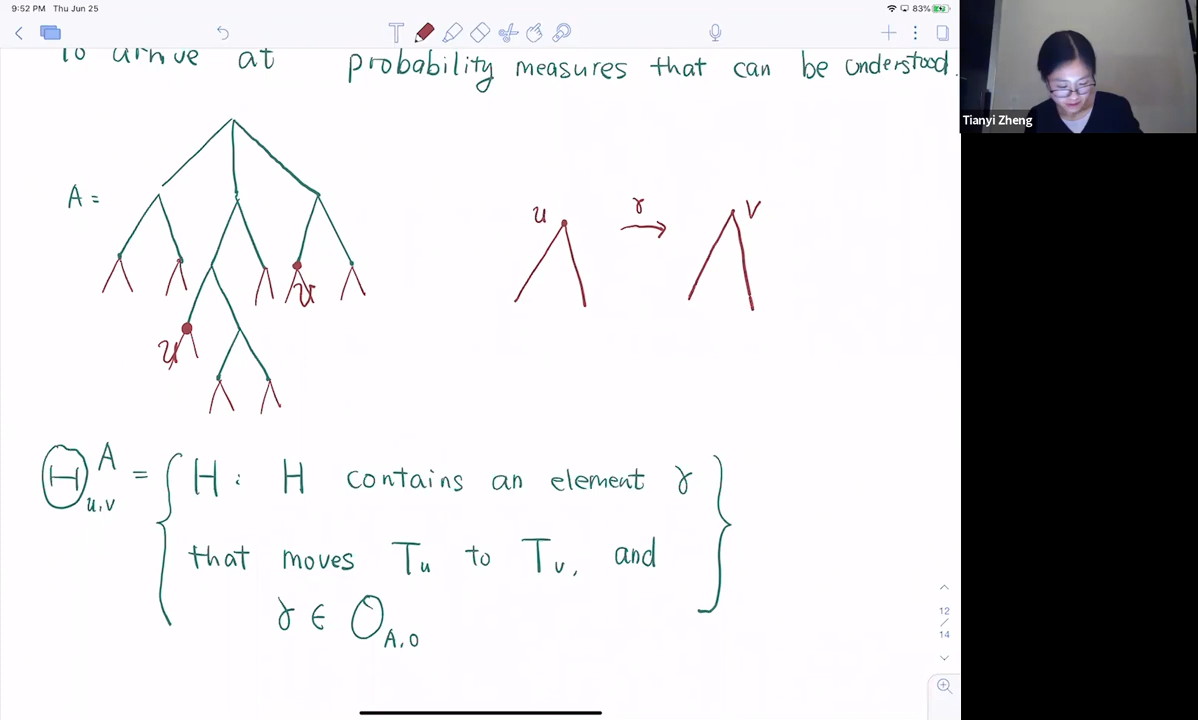 9:52 PM Thu Jun 25
83%
To arrive at probability measures that can be understood.
Tianyi Zheng
A =
u γ v
v
u
Θ^A_{u,v} = { H : H contains an element γ
that moves T_u to T_v, and
γ ∈ O_{A,0} }
12
/
14